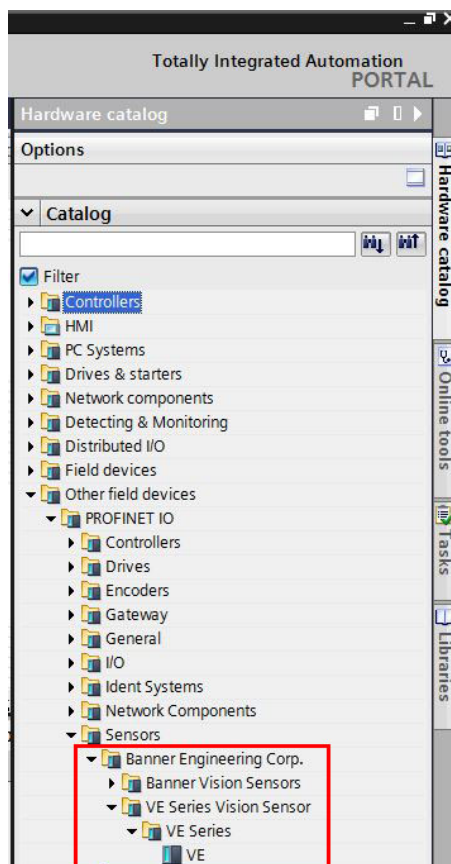 Totally Integrated Automation
PORTAL
Hardware catalog
Options
Catalog
Filter
Controllers
HMI
PC Systems
Drives & starters
Network components
Detecting & Monitoring
Distributed I/O
Field devices
Other field devices
PROFINET IO
Controllers
Drives
Encoders
Gateway
General
I/O
Ident Systems
Network Components
Sensors
Banner Engineering Corp.
Banner Vision Sensors
VE Series Vision Sensor
VE Series
VE
Hardware catalog
Online tools
Tasks
Libraries